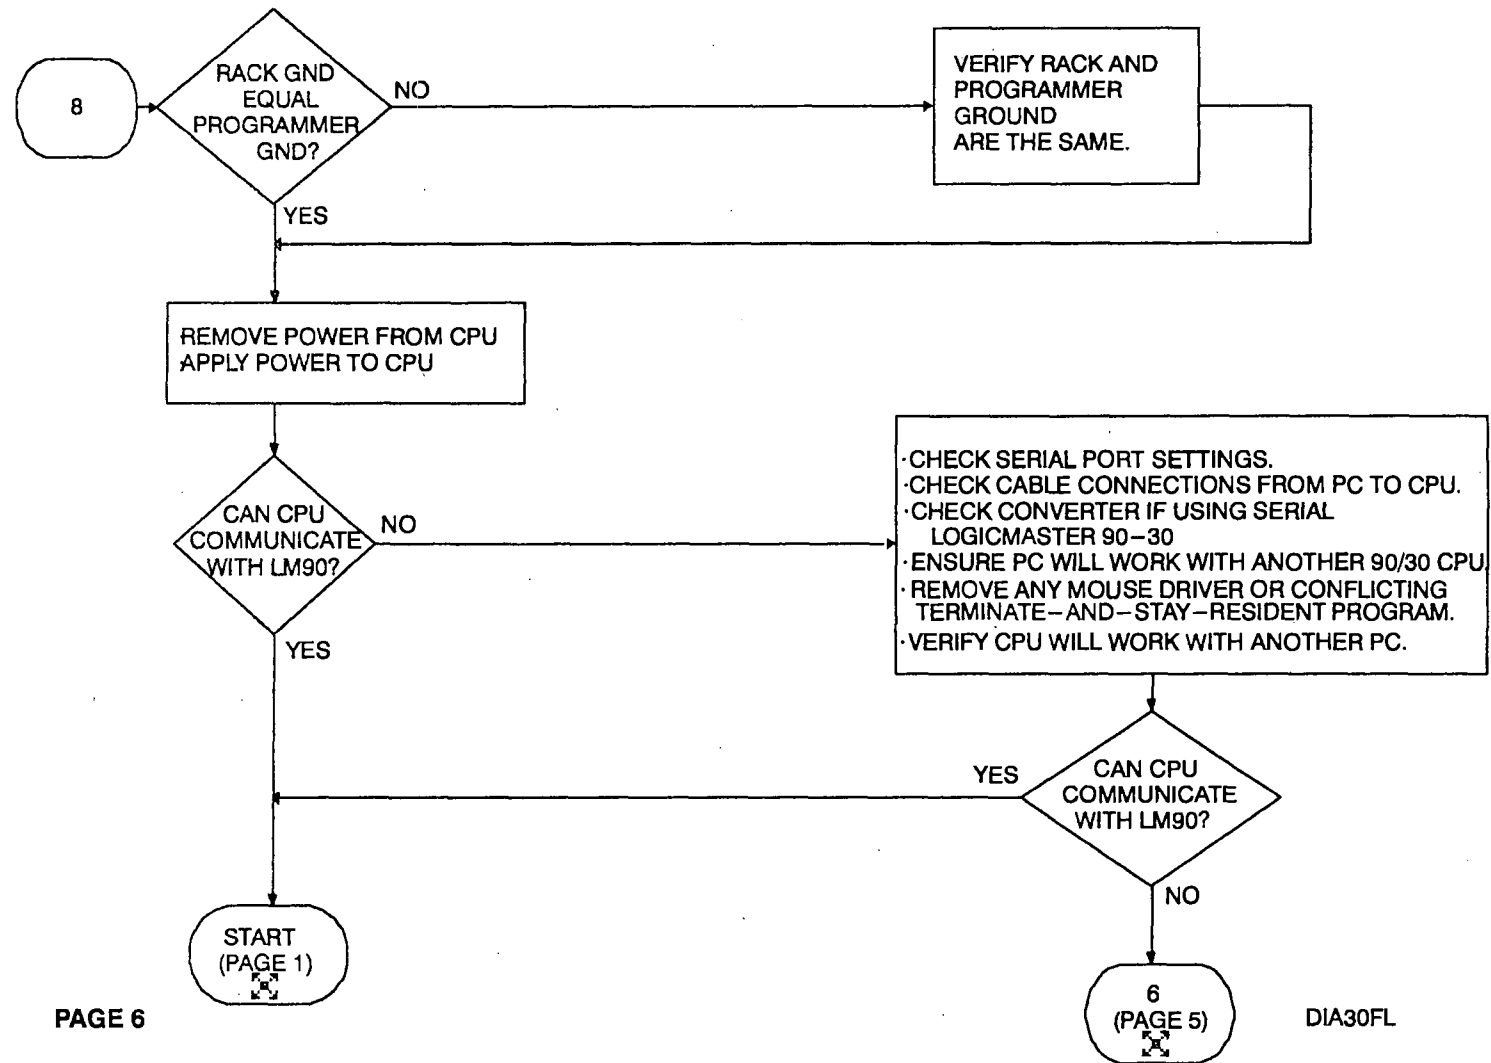 8
RACK GND
EQUAL
PROGRAMMER
GND?
NO
VERIFY RACK AND
PROGRAMMER
GROUND
ARE THE SAME.
YES
REMOVE POWER FROM CPU
APPLY POWER TO CPU
CAN CPU
COMMUNICATE
WITH LM90?
NO
·CHECK SERIAL PORT SETTINGS.
·CHECK CABLE CONNECTIONS FROM PC TO CPU.
·CHECK CONVERTER IF USING SERIAL
LOGICMASTER 90–30
·ENSURE PC WILL WORK WITH ANOTHER 90/30 CPU
·REMOVE ANY MOUSE DRIVER OR CONFLICTING
TERMINATE–AND–STAY–RESIDENT PROGRAM.
·VERIFY CPU WILL WORK WITH ANOTHER PC.
YES
YES
CAN CPU
COMMUNICATE
WITH LM90?
NO
START
(PAGE 1)
6
(PAGE 5)
PAGE 6
DIA30FL